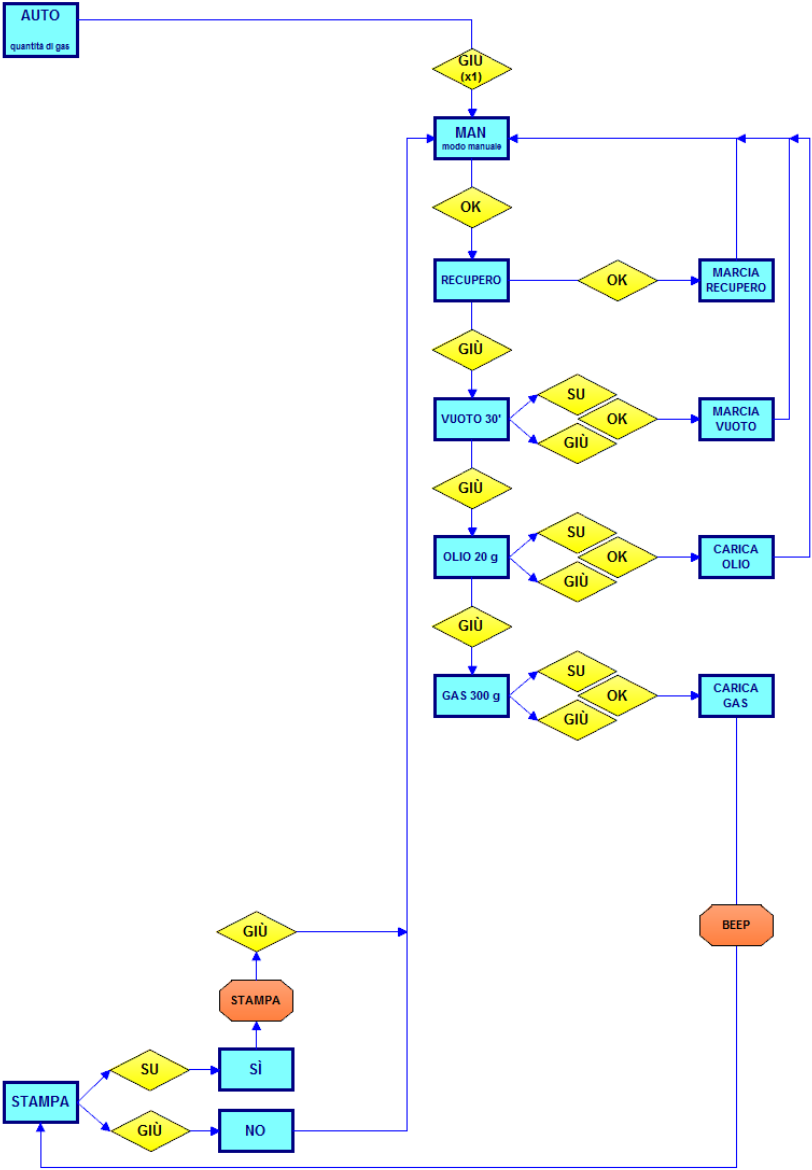 AUTO
quantità di gas
GIÙ
(x1)
MAN
modo manuale
OK
RECUPERO
OK
MARCIA
RECUPERO
GIÙ
VUOTO 30'
SU
OK
GIÙ
MARCIA
VUOTO
GIÙ
OLIO 20 g
SU
OK
GIÙ
CARICA
OLIO
GIÙ
GAS 300 g
SU
OK
GIÙ
CARICA
GAS
BEEP
GIÙ
STAMPA
SU
SÌ
STAMPA
GIÙ
NO